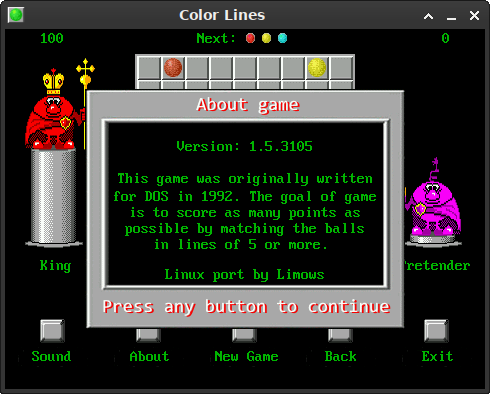 Color Lines
100 Next: 0
About game
Version: 1.5.3105
This game was originally written
for DOS in 1992. The goal of game
is to score as many points as
possible by matching the balls
in lines of 5 or more.
Linux port by Limows
King retender
Press any button to continue
Sound About New Game Back Exit